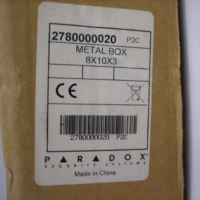 2780000020 P2C
METAL BOX
8X10X3
CE
2780000020 P2C
PARADOX
SECURITY SYSTEMS
Made in China